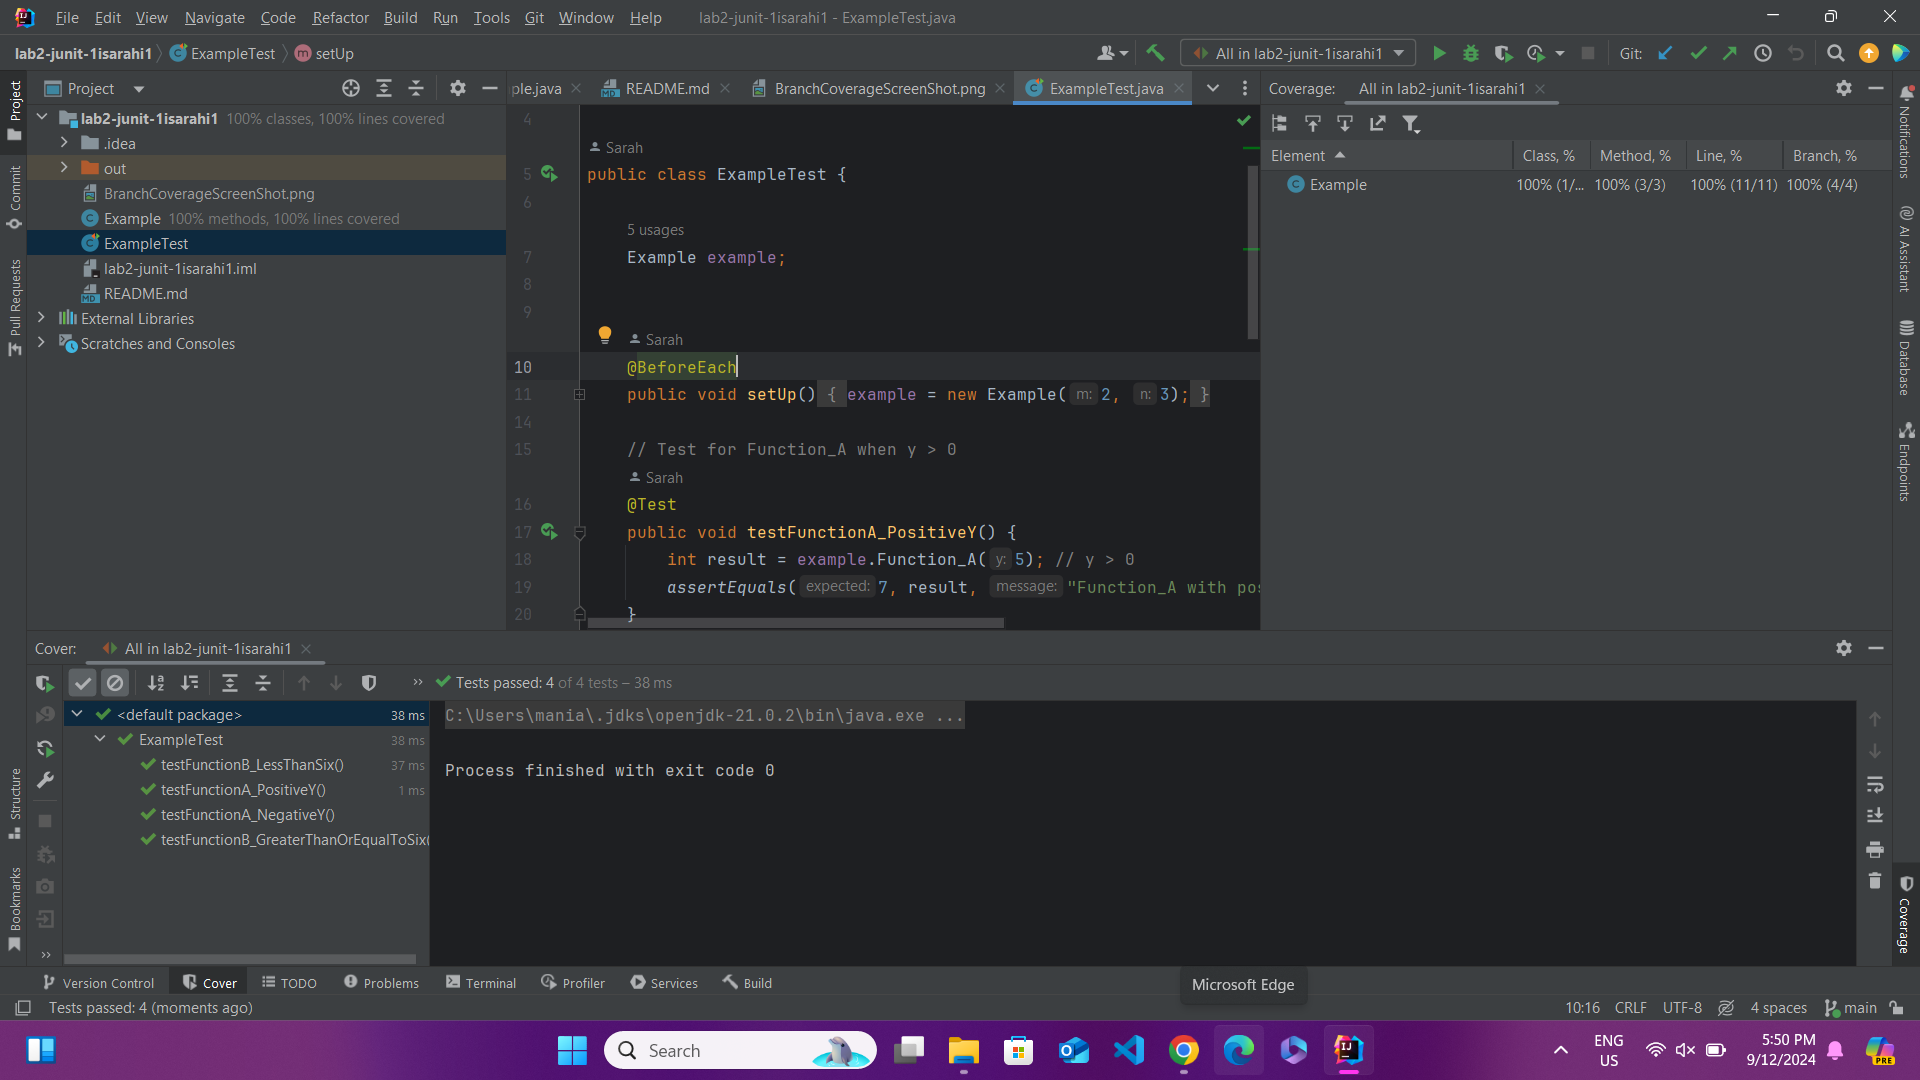 File Edit View Navigate Code Refactor Build Run Tools Git Window Help lab2-junit-1isarahi1 - ExampleTest.java
lab2-junit-1isarahi1 ExampleTest setUp All in lab2-junit-1isarahi1 Git:
Project
ple.java README.md BranchCoverageScreenShot.png ExampleTest.java
Coverage: All in lab2-junit-1isarahi1
Project
Commit
Pull Requests
Structure
Bookmarks
lab2-junit-1isarahi1 100% classes, 100% lines covered
.idea
out
BranchCoverageScreenShot.png
Example 100% methods, 100% lines covered
ExampleTest
lab2-junit-1isarahi1.iml
README.md
External Libraries
Scratches and Consoles
4
Sarah
5 public class ExampleTest {
6
5 usages
7 Example example;
8
9
Sarah
10 @BeforeEach
11 public void setUp() { example = new Example( m: 2, n: 3); }
14
15 // Test for Function_A when y > 0
Sarah
16 @Test
17 public void testFunctionA_PositiveY() {
18 int result = example.Function_A( y: 5); // y > 0
19 assertEquals( expected: 7, result, message: "Function_A with pos
20 }
Element Class, % Method, % Line, % Branch, %
Example 100% (1/... 100% (3/3) 100% (11/11) 100% (4/4)
Notifications
AI Assistant
Database
Endpoints
Coverage
Cover: All in lab2-junit-1isarahi1
Tests passed: 4 of 4 tests – 38 ms
<default package> 38 ms
ExampleTest 38 ms
testFunctionB_LessThanSix() 37 ms
testFunctionA_PositiveY() 1 ms
testFunctionA_NegativeY()
testFunctionB_GreaterThanOrEqualToSix(
C:\Users\mania\.jdks\openjdk-21.0.2\bin\java.exe ...
Process finished with exit code 0
Version Control Cover TODO Problems Terminal Profiler Services Build
Microsoft Edge
Tests passed: 4 (moments ago) 10:16 CRLF UTF-8 4 spaces main
Search
ENG
US
5:50 PM
9/12/2024
PRE